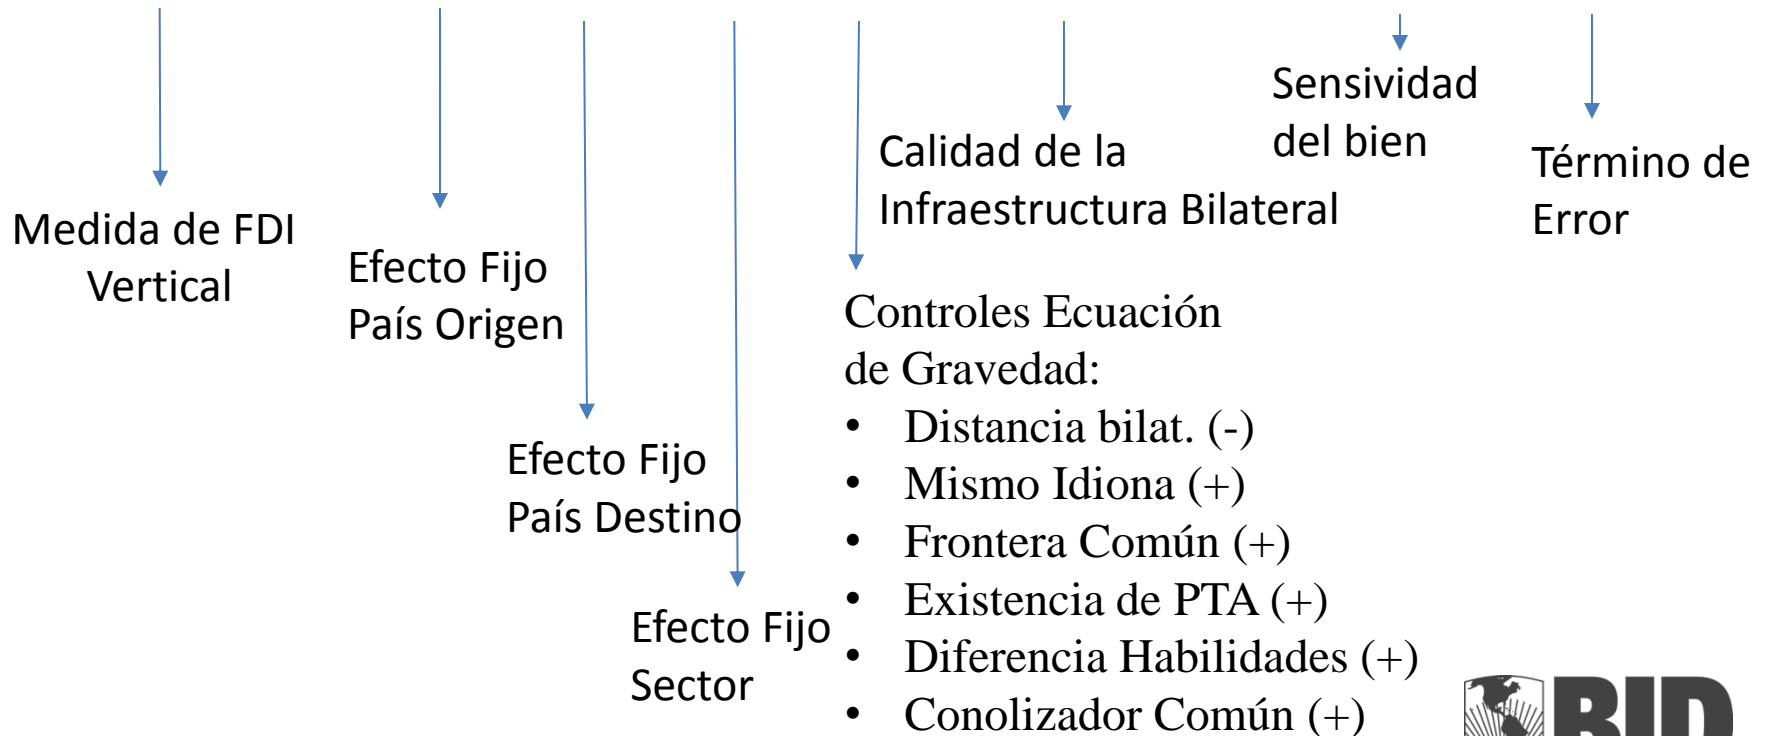 Medida de FDI
Vertical
Efecto Fijo
País Origen
Efecto Fijo
País Destino
Efecto Fijo
Sector
Controles Ecuación
de Gravedad:
• Distancia bilat. (-)
• Mismo Idiona (+)
• Frontera Común (+)
• Existencia de PTA (+)
• Diferencia Habilidades (+)
• Conolizador Común (+)
Calidad de la
Infraestructura Bilateral
Sensividad
del bien
Término de
Error
BID